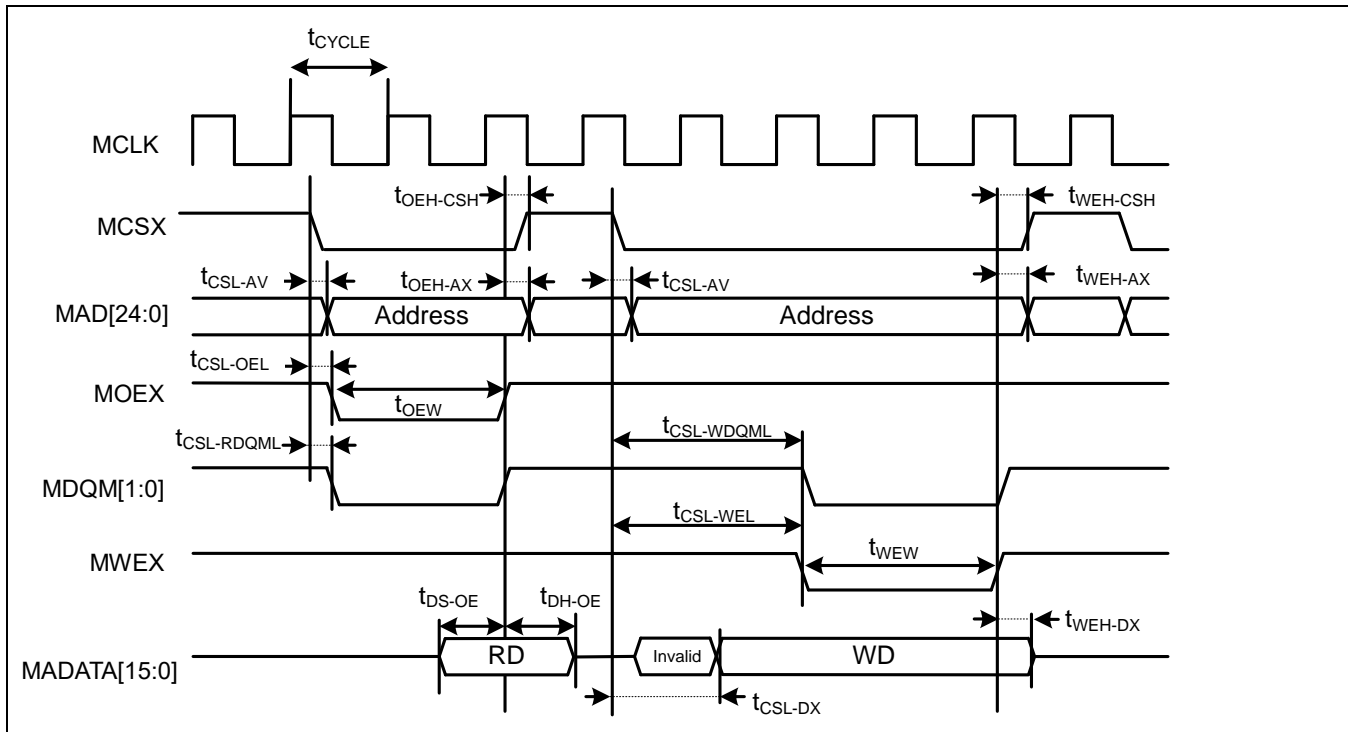 tCYCLE
MCLK
tOEH-CSH
tWEH-CSH
MCSX
tCSL-AV
tOEH-AX
tCSL-AV
tWEH-AX
MAD[24:0]
Address
Address
tCSL-OEL
MOEX
tOEW
tCSL-WDQML
tCSL-RDQML
MDQM[1:0]
tCSL-WEL
MWEX
tWEW
tDS-OE
tDH-OE
tWEH-DX
MADATA[15:0]
RD
Invalid
WD
tCSL-DX